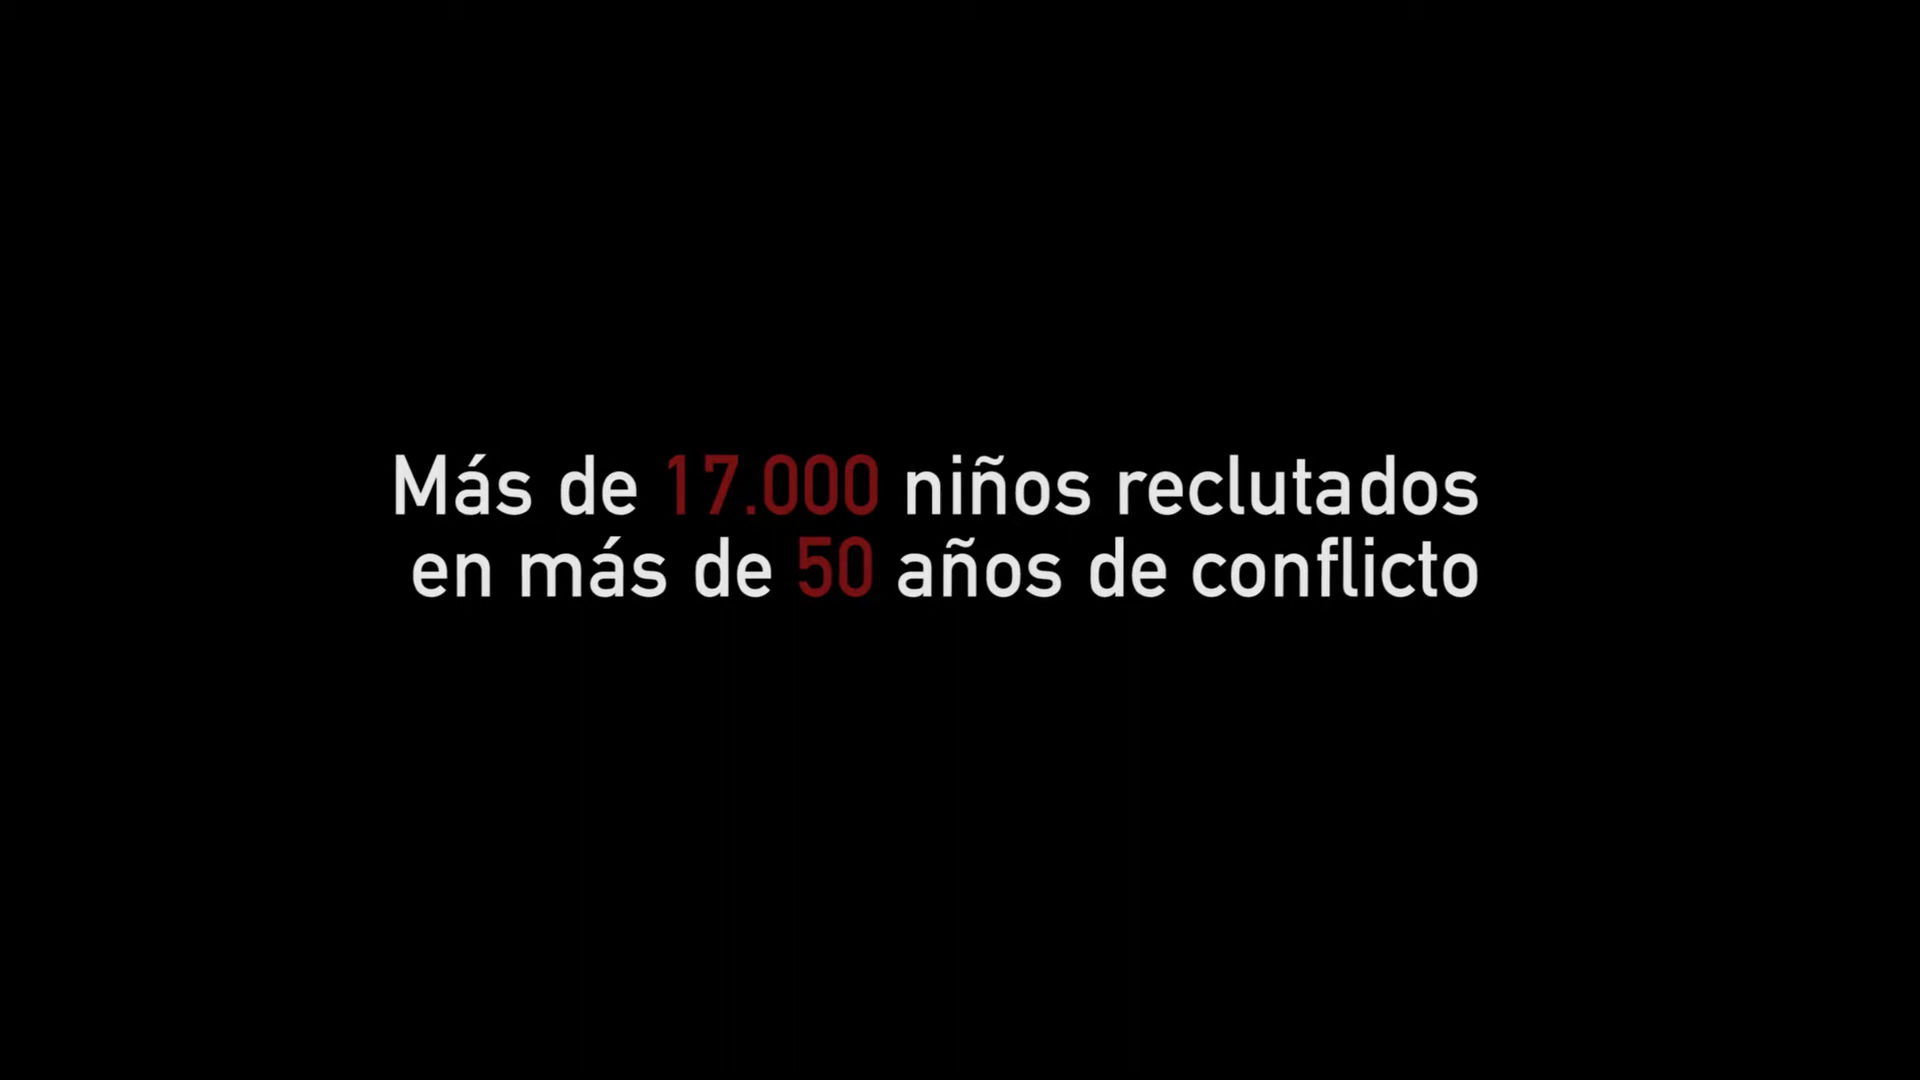 Más de 17.000 niños reclutados
en más de 50 años de conflicto